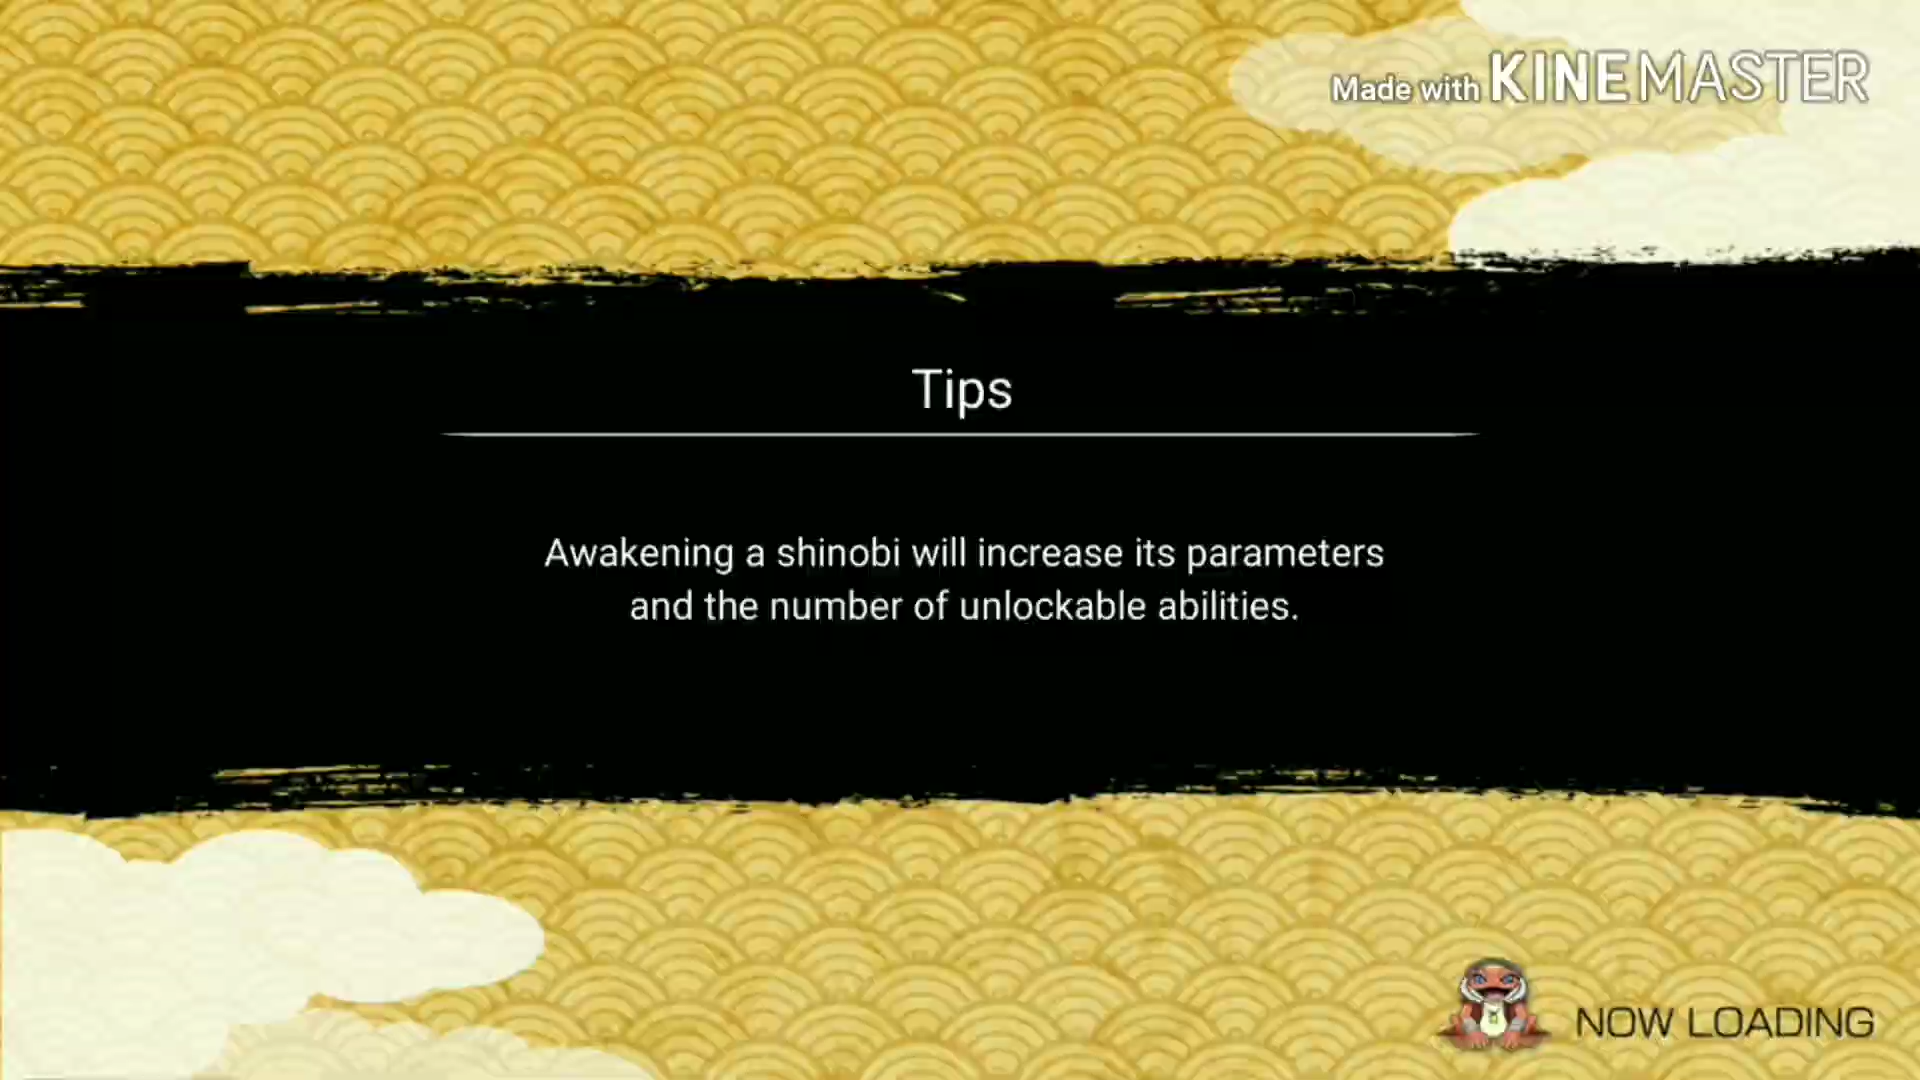 Made with KINEMASTER
Tips
Awakening a shinobi will increase its parameters
and the number of unlockable abilities.
NOW LOADING